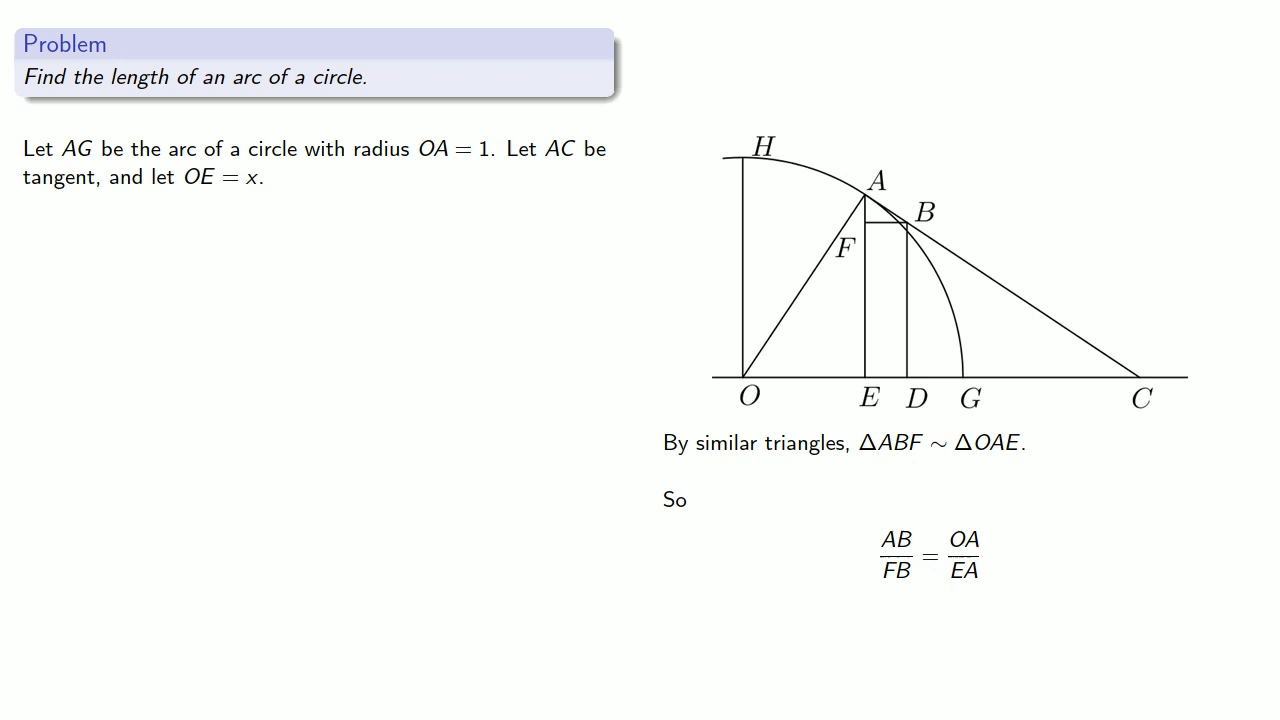 Problem
Find the length of an arc of a circle.
Let AG be the arc of a circle with radius OA = 1. Let AC be
tangent, and let OE = x.
H
A
B
F
O
E
D
G
C
By similar triangles, ΔABF ∼ ΔOAE.
So
AB/FB = OA/EA